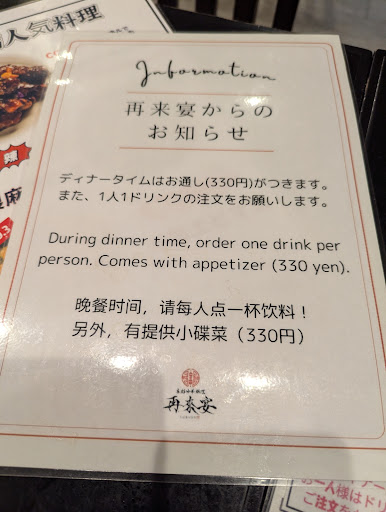 人気料理
辣
Information
再来宴からの
お知らせ
ディナータイムはお通し(330円)がつきます。
また、1人1ドリンクの注文をお願いします。
During dinner time, order one drink per
person. Comes with appetizer (330 yen).
晚餐时间，请每人点一杯饮料！
另外，有提供小碟菜（330円）
再来宴